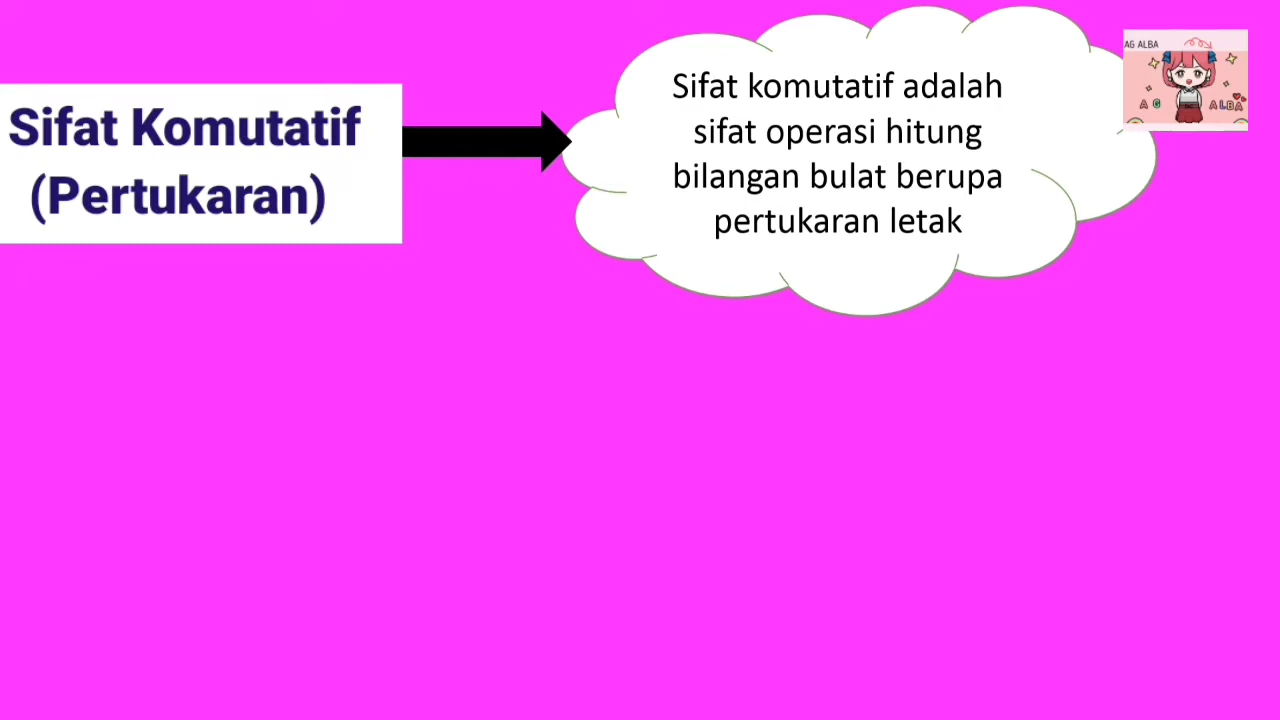 Sifat Komutatif
(Pertukaran)
Sifat komutatif adalah
sifat operasi hitung
bilangan bulat berupa
pertukaran letak
AG ALBA
A G ALBA